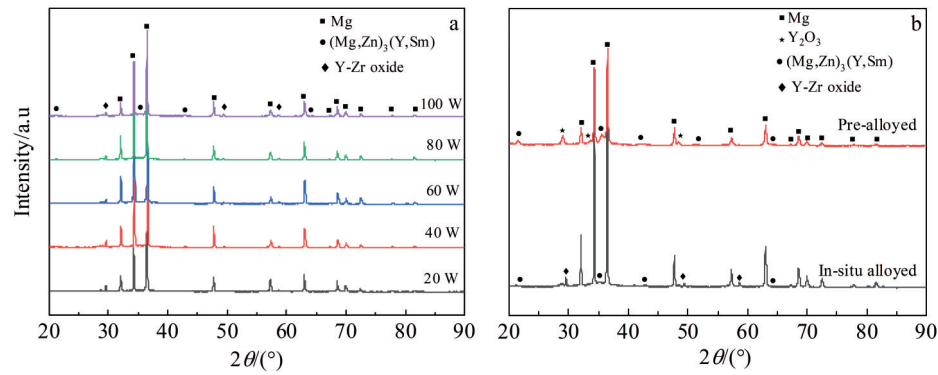 a
■ Mg
● (Mg,Zn)₃(Y,Sm)
◆ Y-Zr oxide
100 W
80 W
60 W
40 W
20 W
Intensity/a.u
20 30 40 50 60 70 80 90
2θ/(°)
b
■ Mg
★ Y₂O₃
● (Mg,Zn)₃(Y,Sm)
◆ Y-Zr oxide
Pre-alloyed
In-situ alloyed
20 30 40 50 60 70 80 90
2θ/(°)